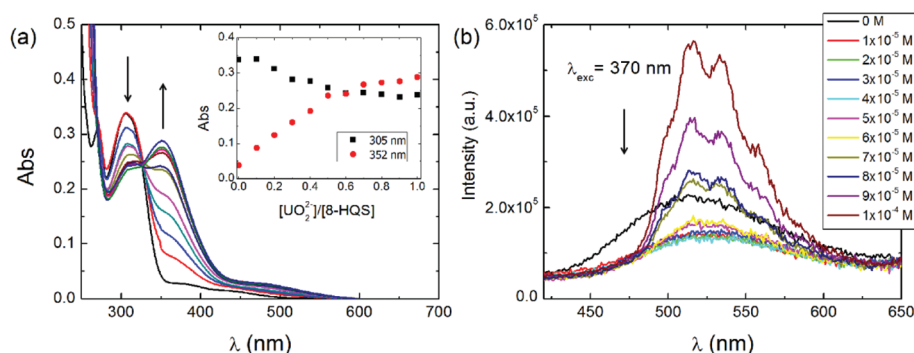 (a)
Abs
0.5
0.4
0.3
0.2
0.1
0.0
300 400 500 600 700
λ (nm)
Abs
0.4
0.2
0.0
0.0 0.2 0.4 0.6 0.8 1.0
[UO₂²⁻]/[8-HQS]
305 nm
352 nm
(b)
λexc= 370 nm
Intensity (a.u.)
6.0x10⁵
4.0x10⁵
2.0x10⁵
0.0
450 500 550 600 650
λ (nm)
0 M
1x10⁻⁵ M
2x10⁻⁵ M
3x10⁻⁵ M
4x10⁻⁵ M
5x10⁻⁵ M
6x10⁻⁵ M
7x10⁻⁵ M
8x10⁻⁵ M
9x10⁻⁵ M
1x10⁻⁴ M